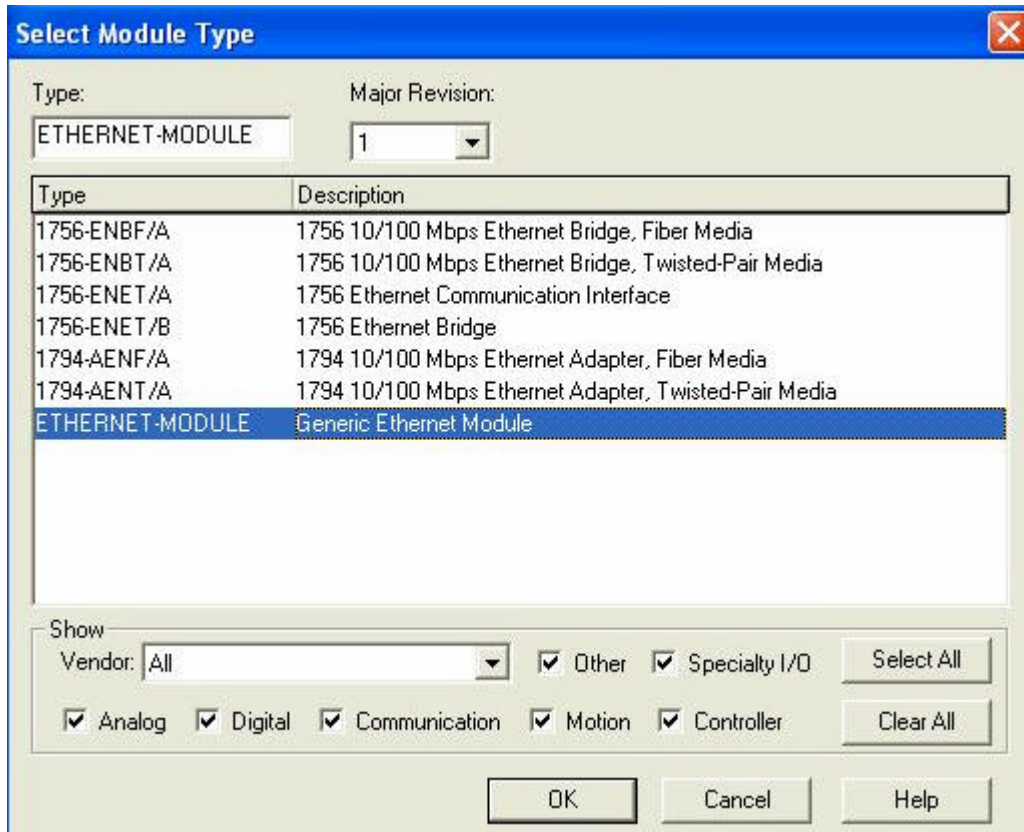 Select Module Type
Type: Major Revision:
ETHERNET-MODULE 1
Type Description
1756-ENBF/A 1756 10/100 Mbps Ethernet Bridge, Fiber Media
1756-ENBT/A 1756 10/100 Mbps Ethernet Bridge, Twisted-Pair Media
1756-ENET/A 1756 Ethernet Communication Interface
1756-ENET/B 1756 Ethernet Bridge
1794-AENF/A 1794 10/100 Mbps Ethernet Adapter, Fiber Media
1794-AENT/A 1794 10/100 Mbps Ethernet Adapter, Twisted-Pair Media
ETHERNET-MODULE Generic Ethernet Module
Show
Vendor: All Other Specialty I/O Select All
Analog Digital Communication Motion Controller Clear All
OK Cancel Help